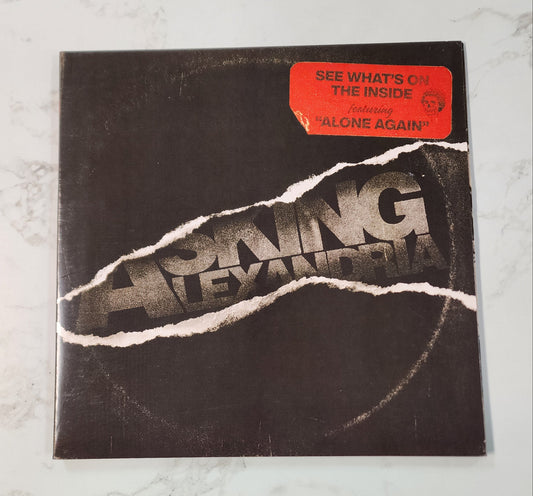 SEE WHAT'S ON
THE INSIDE
featuring
"ALONE AGAIN"
ASKING
ALEXANDRIA